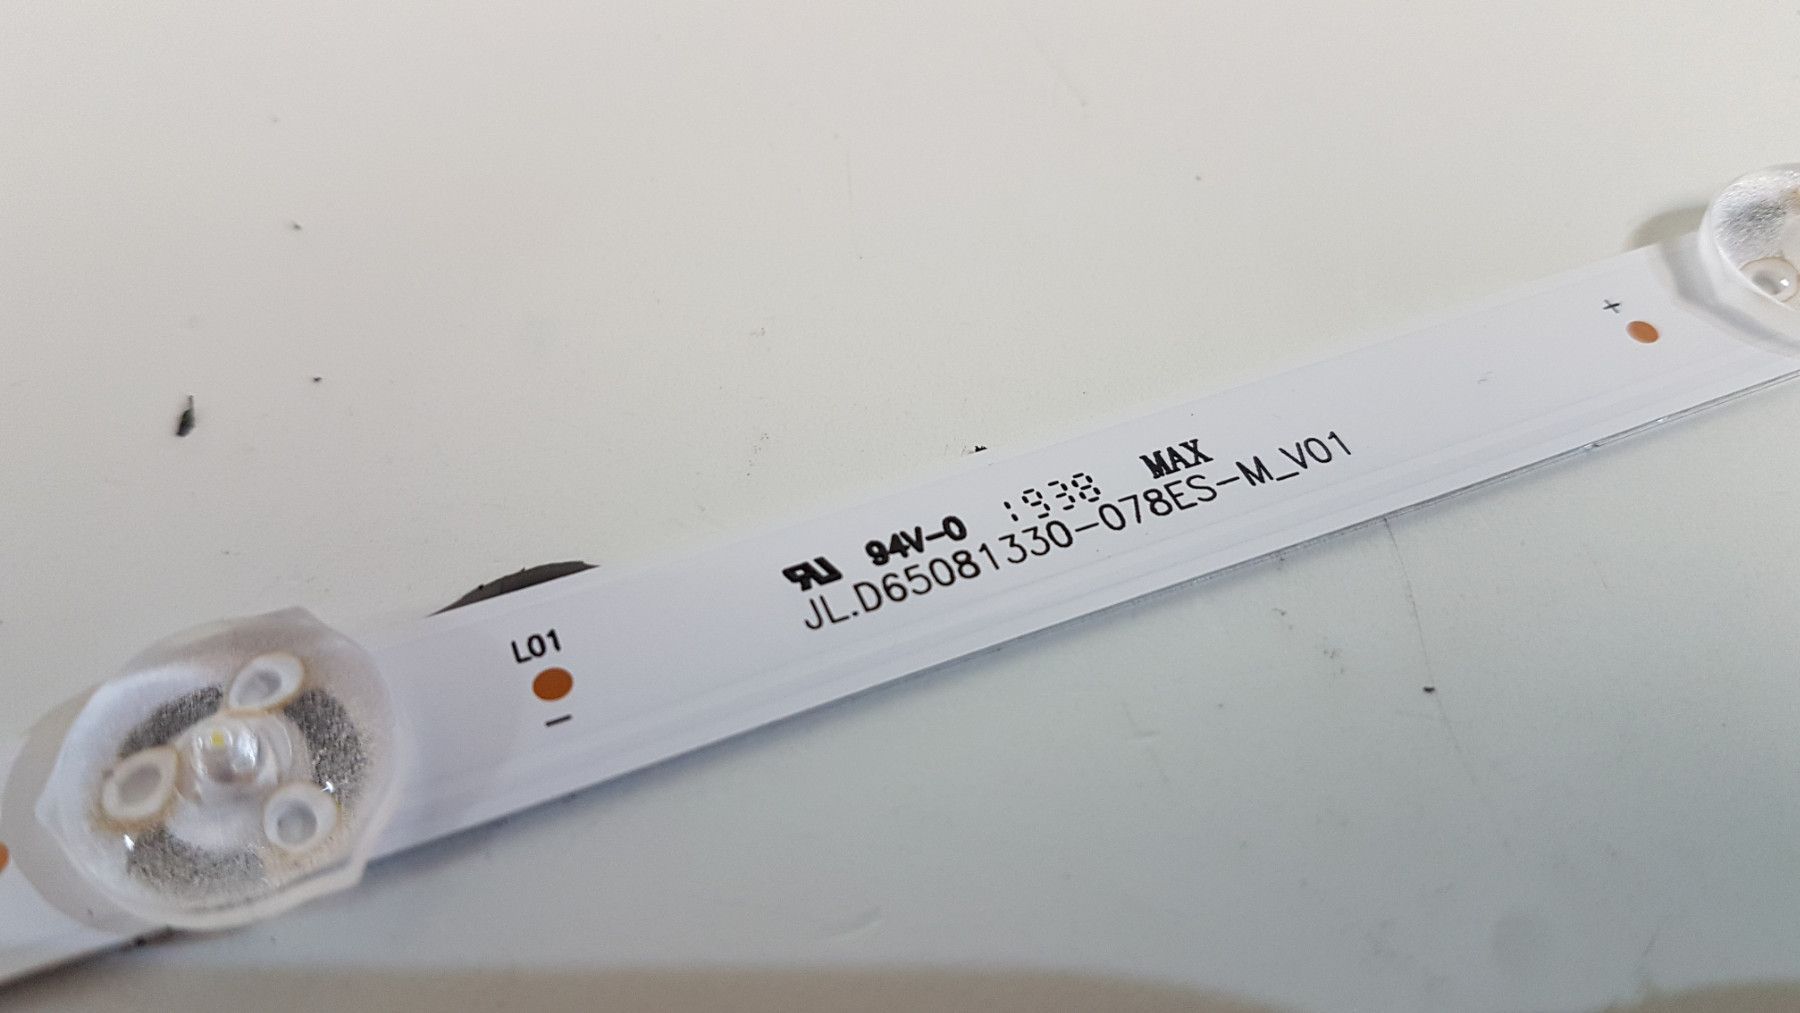 94V-0 1938 MAX
JL.D65081330-078ES-M_V01
L01
-
+